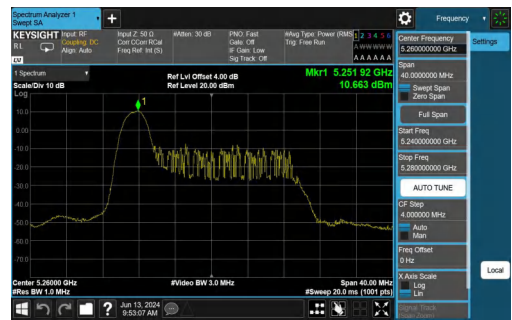 Spectrum Analyzer 1
Swept SA
Frequency
KEYSIGHT
Input: RF
Input Z: 50 Ω
#Atten: 30 dB
PNO: Fast
#Avg Type: Power (RMS
1 2 3 4 5 6
RL
Coupling: DC
Corr CCorr RCal
Gate: Off
Trig: Free Run
A WWWWW
Align: Auto
Freq Ref: Int (S)
IF Gain: Low
A A A A A A
Sig Track: Off
LV
1 Spectrum
Ref Lvl Offset 4.00 dB
Mkr1 5.251 92 GHz
Scale/Div 10 dB
Ref Level 20.00 dBm
10.663 dBm
Log
1
10.0
0.00
-10.0
-20.0
-30.0
-40.0
-50.0
-60.0
-70.0
Center 5.26000 GHz
#Video BW 3.0 MHz
Span 40.00 MHz
#Res BW 1.0 MHz
#Sweep 20.0 ms (1001 pts)
Jun 13, 2024
9:53:07 AM
Center Frequency
5.260000000 GHz
Settings
Span
40.0000000 MHz
Swept Span
Zero Span
Full Span
Start Freq
5.240000000 GHz
Stop Freq
5.280000000 GHz
AUTO TUNE
CF Step
4.000000 MHz
Auto
Man
Freq Offset
0 Hz
X Axis Scale
Log
Lin
Local
Signal Track
(Span Zoom)